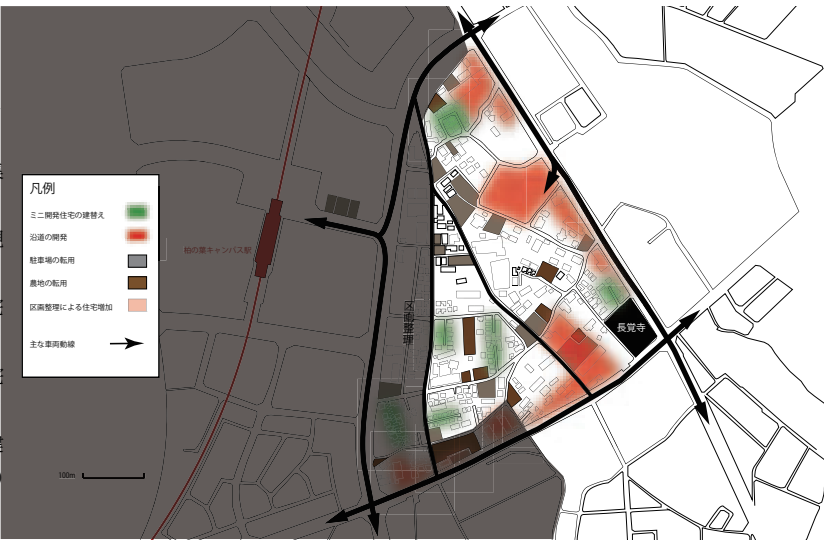 凡例
ミニ開発住宅の建替え
沿道の開発
駐車場の転用
農地の転用
区画整理による住宅増加
主な車両動線
柏の葉キャンパス駅
区画整理
長覚寺
100m